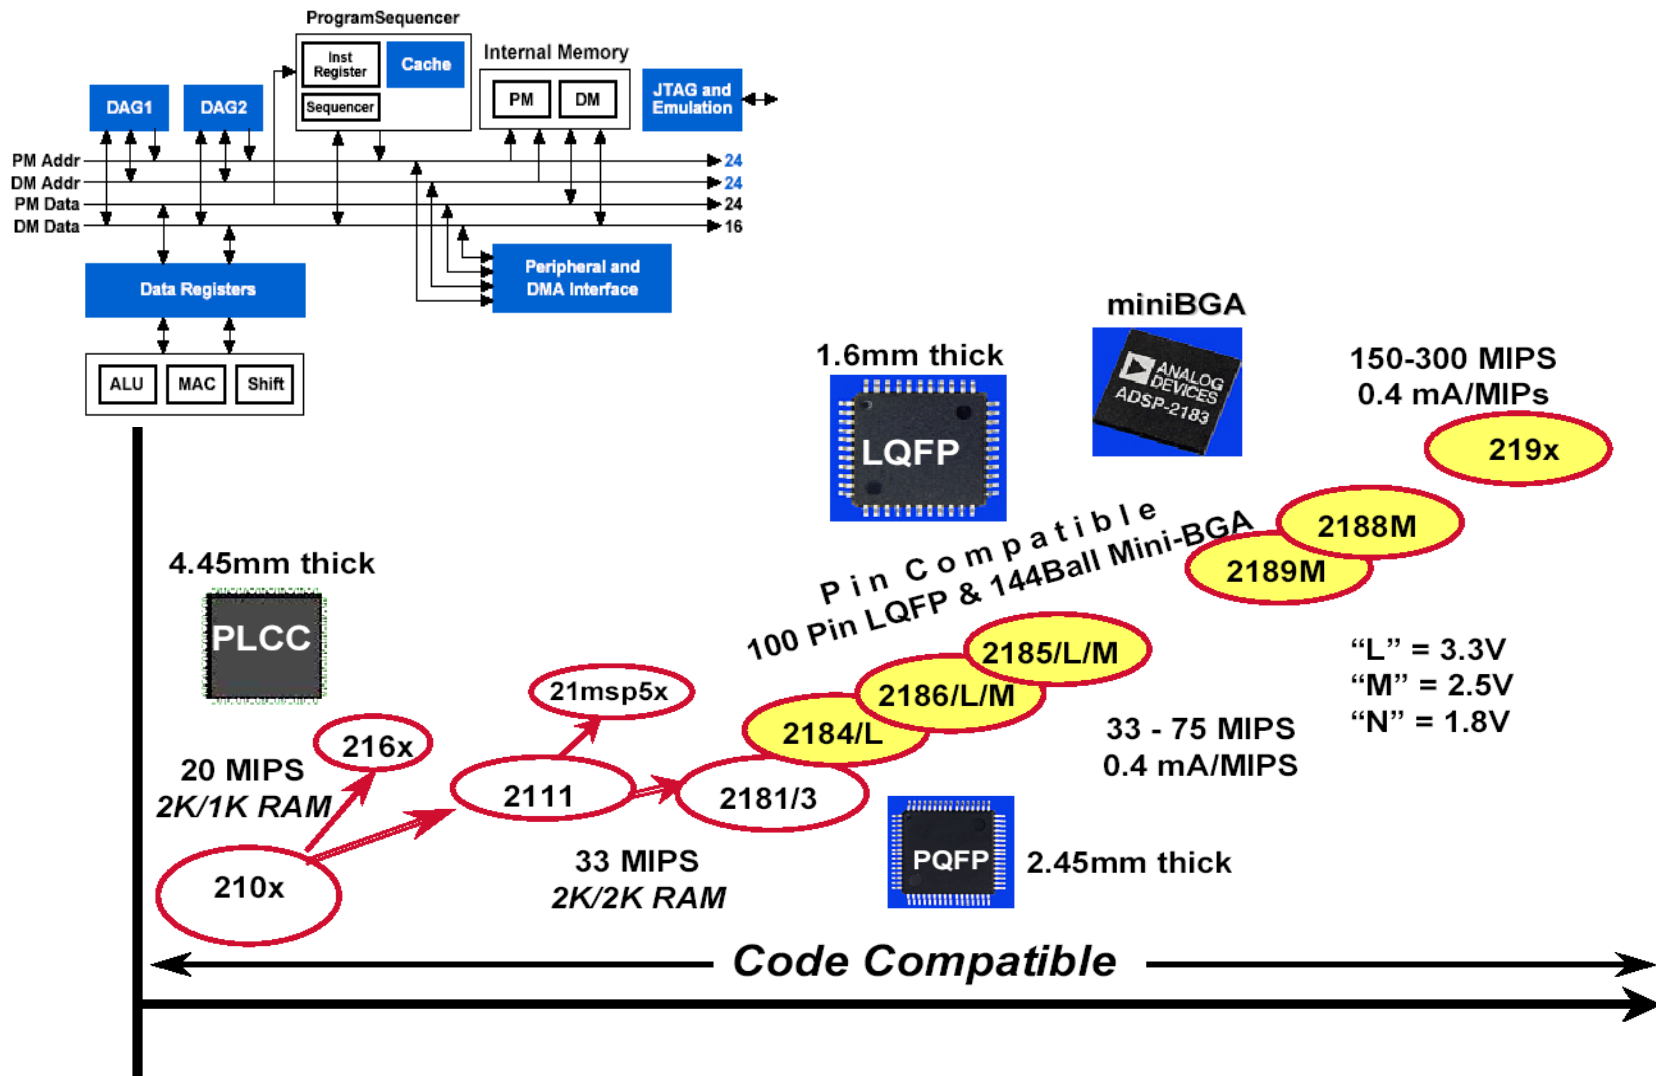 ProgramSequencer
Inst
Register
Cache
Sequencer
Internal Memory
PM
DM
JTAG and
Emulation
DAG1
DAG2
PM Addr
24
DM Addr
24
PM Data
24
DM Data
16
Data Registers
Peripheral and
DMA Interface
ALU
MAC
Shift
miniBGA
ANALOG
DEVICES
ADSP-2183
1.6mm thick
LQFP
150-300 MIPS
0.4 mA/MIPs
219x
2188M
2189M
Pin Compatible
100 Pin LQFP & 144Ball Mini-BGA
4.45mm thick
PLCC
2185/L/M
2186/L/M
2184/L
21msp5x
216x
“L” = 3.3V
“M” = 2.5V
“N” = 1.8V
33 - 75 MIPS
0.4 mA/MIPS
20 MIPS
2K/1K RAM
2111
2181/3
210x
33 MIPS
2K/2K RAM
PQFP
2.45mm thick
Code Compatible